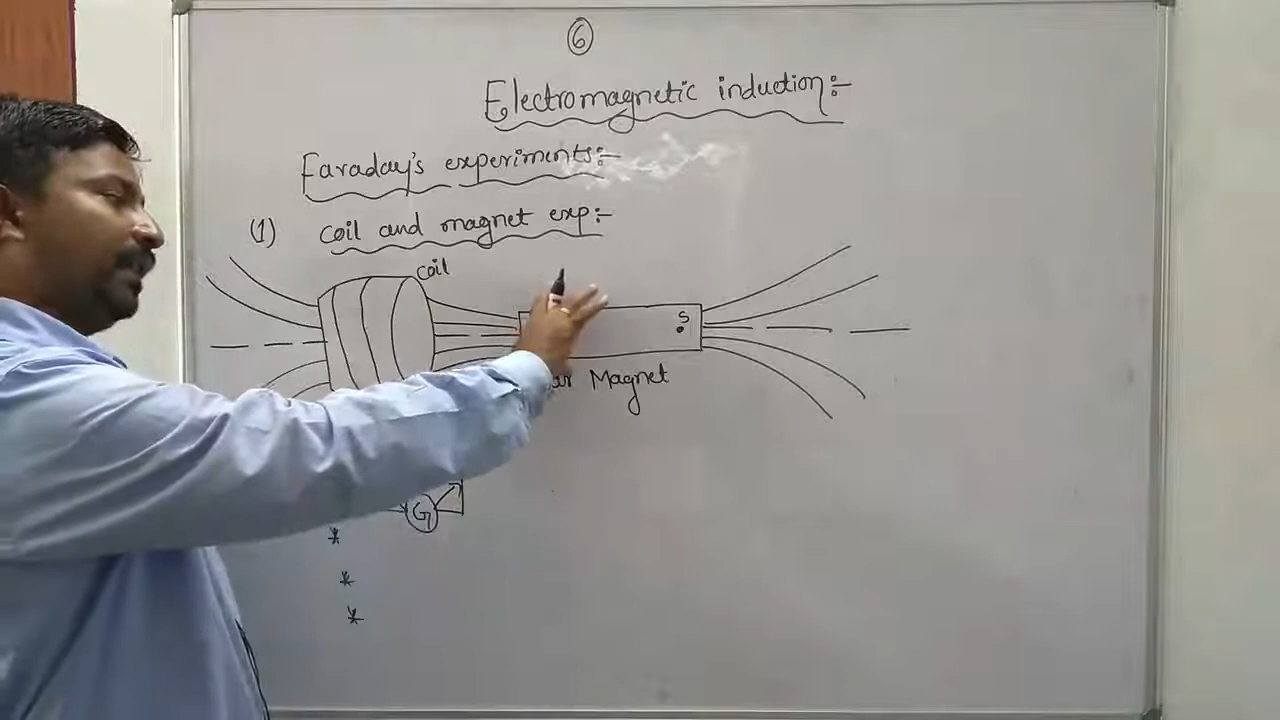 6
Electromagnetic induction:-
Faraday's experiments:-
(1) coil and magnet exp:-
coil
S
Magnet
G
*
*
*